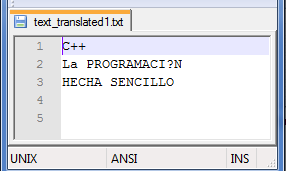 text_translated1.txt
1 C++
2 La PROGRAMACI?N
3 HECHA SENCILLO
4
5
UNIX ANSI INS